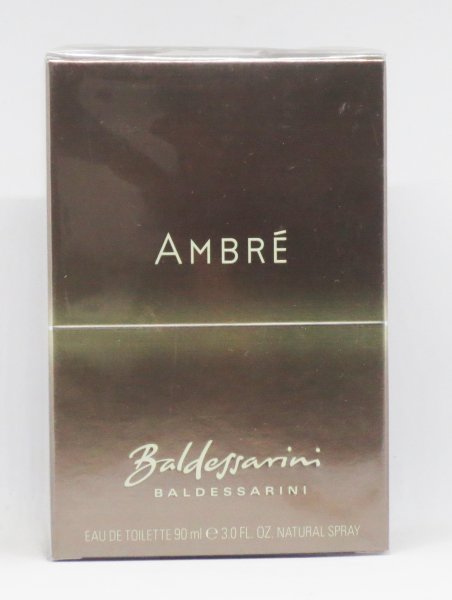 AMBRÉ
Baldessarini
BALDESSARINI
EAU DE TOILETTE 90 ml ℮ 3.0 FL. OZ. NATURAL SPRAY